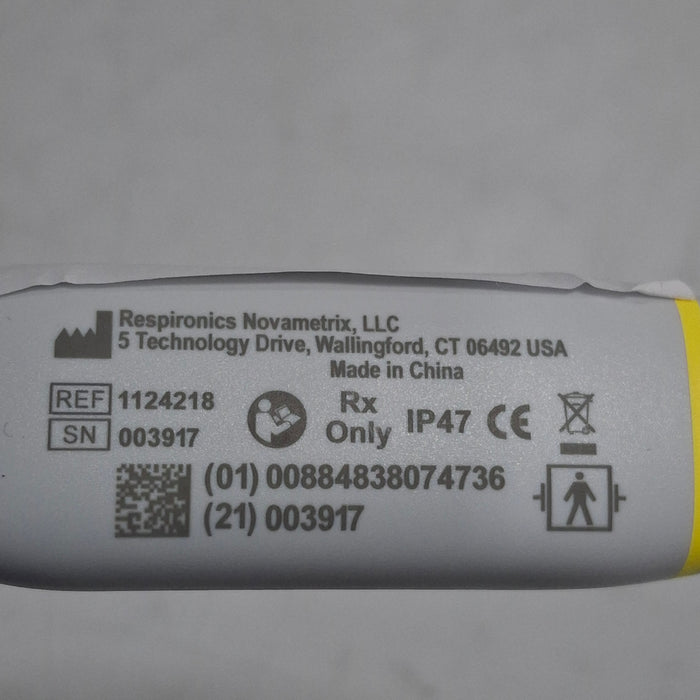 Respironics Novametrix, LLC
5 Technology Drive, Wallingford, CT 06492 USA
Made in China
REF 1124218
SN 003917
Rx Only
IP47 CE
(01) 00884838074736
(21) 003917